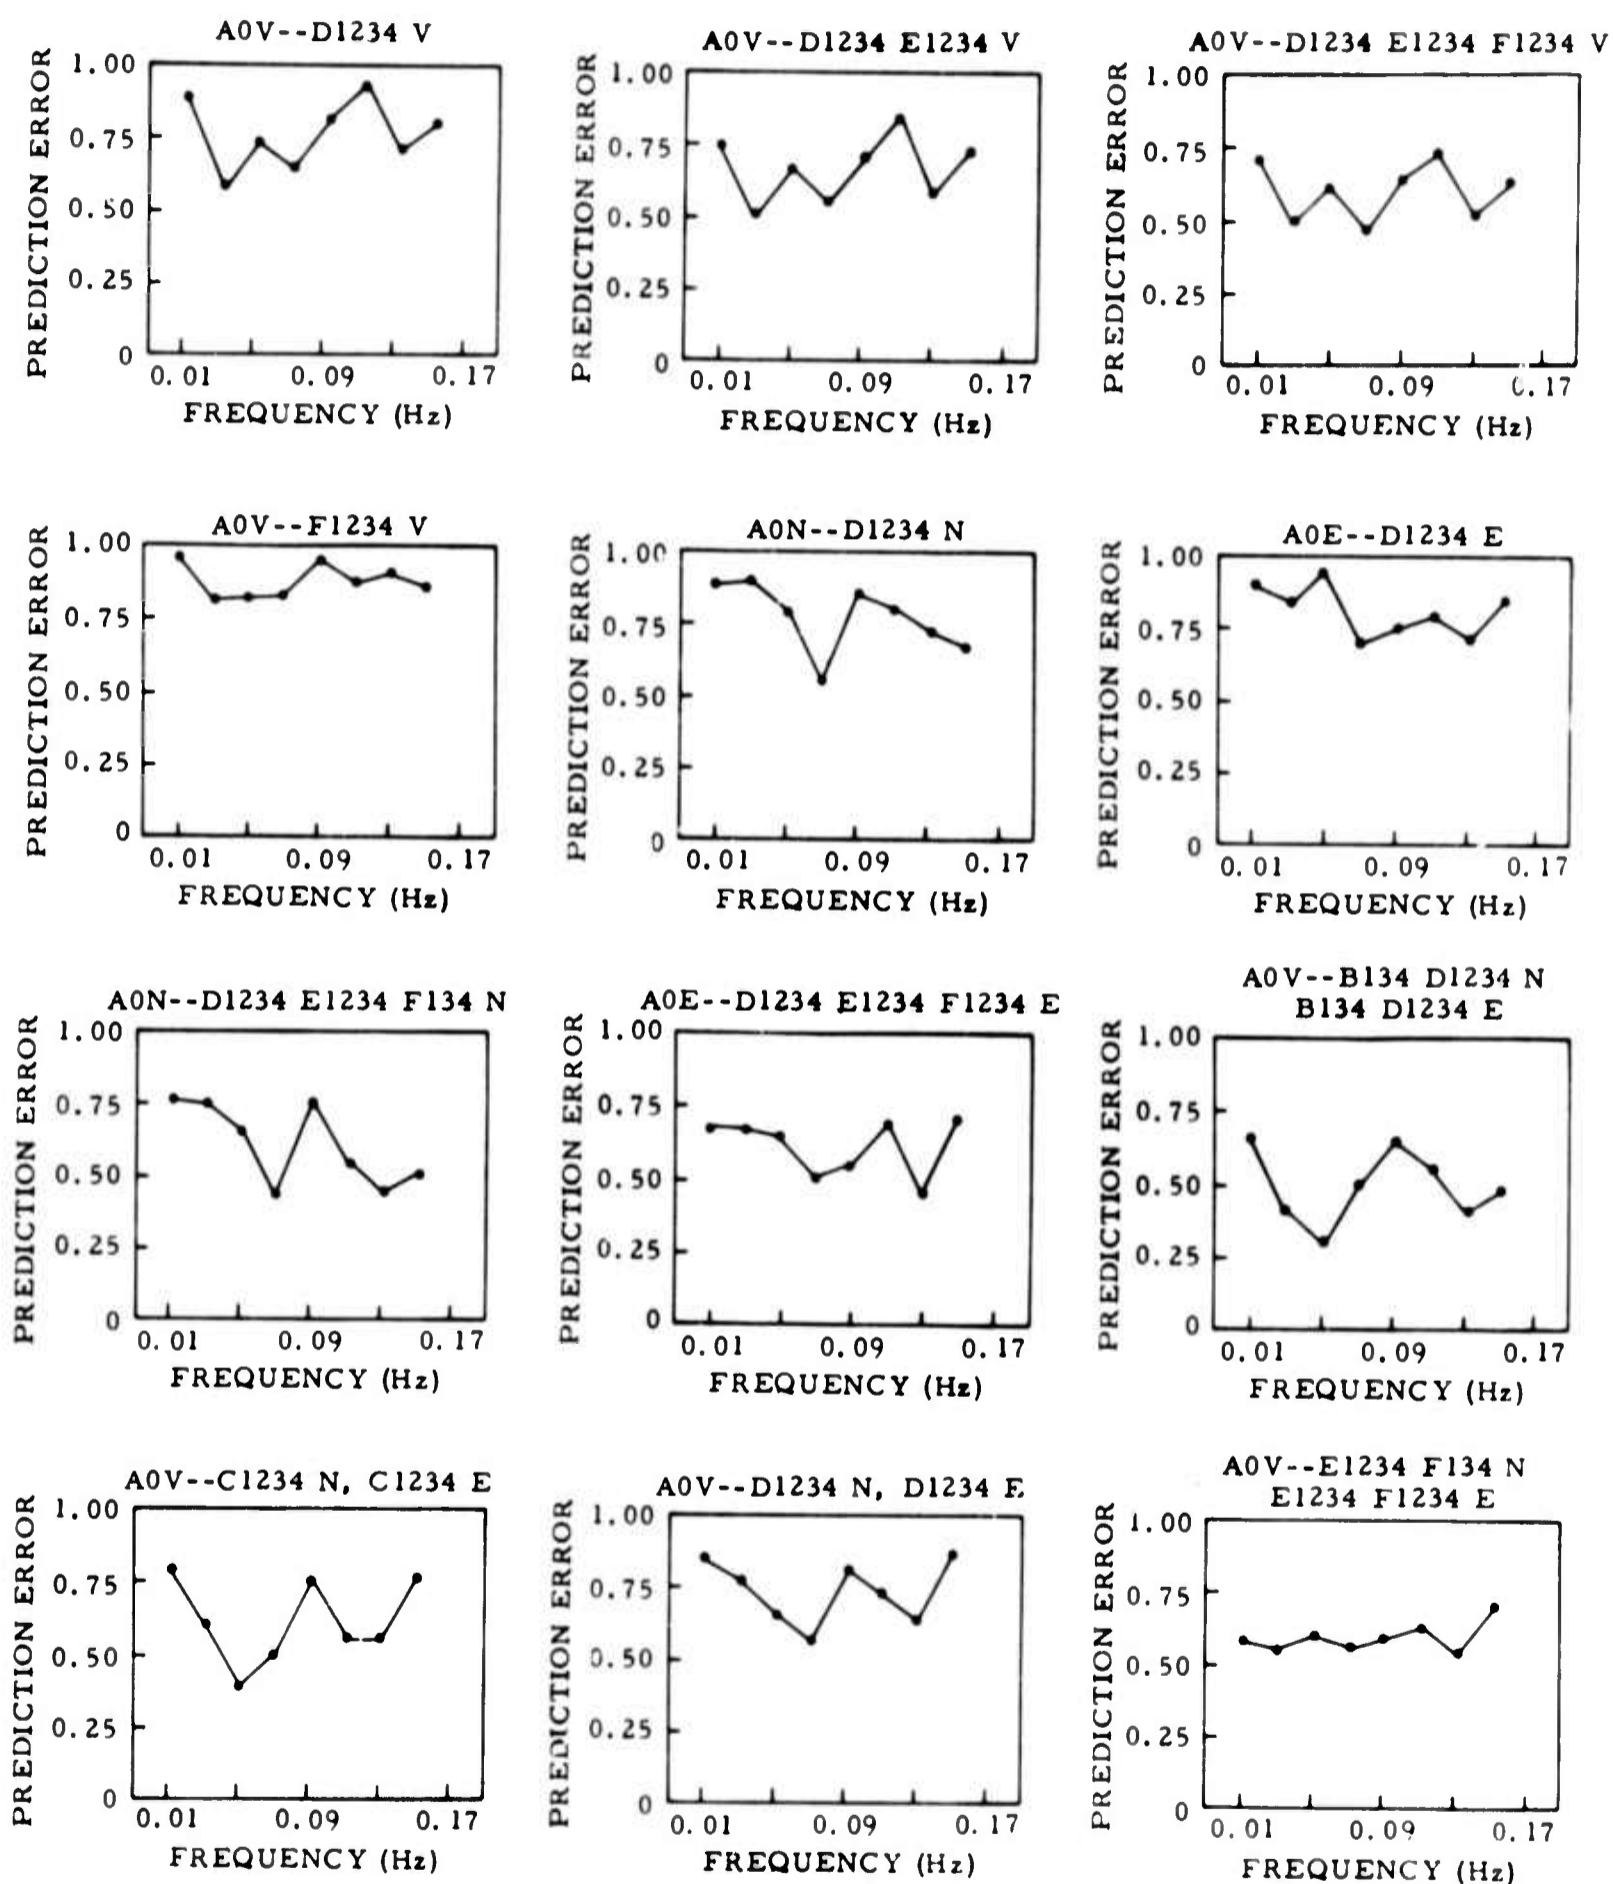 A0V--D1234 V
PREDICTION ERROR
1.00
0.75
0.50
0.25
0
0.01 0.09 0.17
FREQUENCY (Hz)
A0V--D1234 E1234 V
PREDICTION ERROR
1.00
0.75
0.50
0.25
0
0.01 0.09 0.17
FREQUENCY (Hz)
A0V--D1234 E1234 F1234 V
PREDICTION ERROR
1.00
0.75
0.50
0.25
0
0.01 0.09 0.17
FREQUENCY (Hz)
A0V--F1234 V
PREDICTION ERROR
1.00
0.75
0.50
0.25
0
0.01 0.09 0.17
FREQUENCY (Hz)
A0N--D1234 N
PREDICTION ERROR
1.00
0.75
0.50
0.25
0
0.01 0.09 0.17
FREQUENCY (Hz)
A0E--D1234 E
PREDICTION ERROR
1.00
0.75
0.50
0.25
0
0.01 0.09 0.17
FREQUENCY (Hz)
A0N--D1234 E1234 F134 N
PREDICTION ERROR
1.00
0.75
0.50
0.25
0
0.01 0.09 0.17
FREQUENCY (Hz)
A0E--D1234 E1234 F1234 E
PREDICTION ERROR
1.00
0.75
0.50
0.25
0
0.01 0.09 0.17
FREQUENCY (Hz)
A0V--B134 D1234 N
B134 D1234 E
PREDICTION ERROR
1.00
0.75
0.50
0.25
0
0.01 0.09 0.17
FREQUENCY (Hz)
A0V--C1234 N, C1234 E
PREDICTION ERROR
1.00
0.75
0.50
0.25
0
0.01 0.09 0.17
FREQUENCY (Hz)
A0V--D1234 N, D1234 E
PREDICTION ERROR
1.00
0.75
0.50
0.25
0
0.01 0.09 0.17
FREQUENCY (Hz)
A0V--E1234 F134 N
E1234 F1234 E
PREDICTION ERROR
1.00
0.75
0.50
0.25
0
0.01 0.09 0.17
FREQUENCY (Hz)